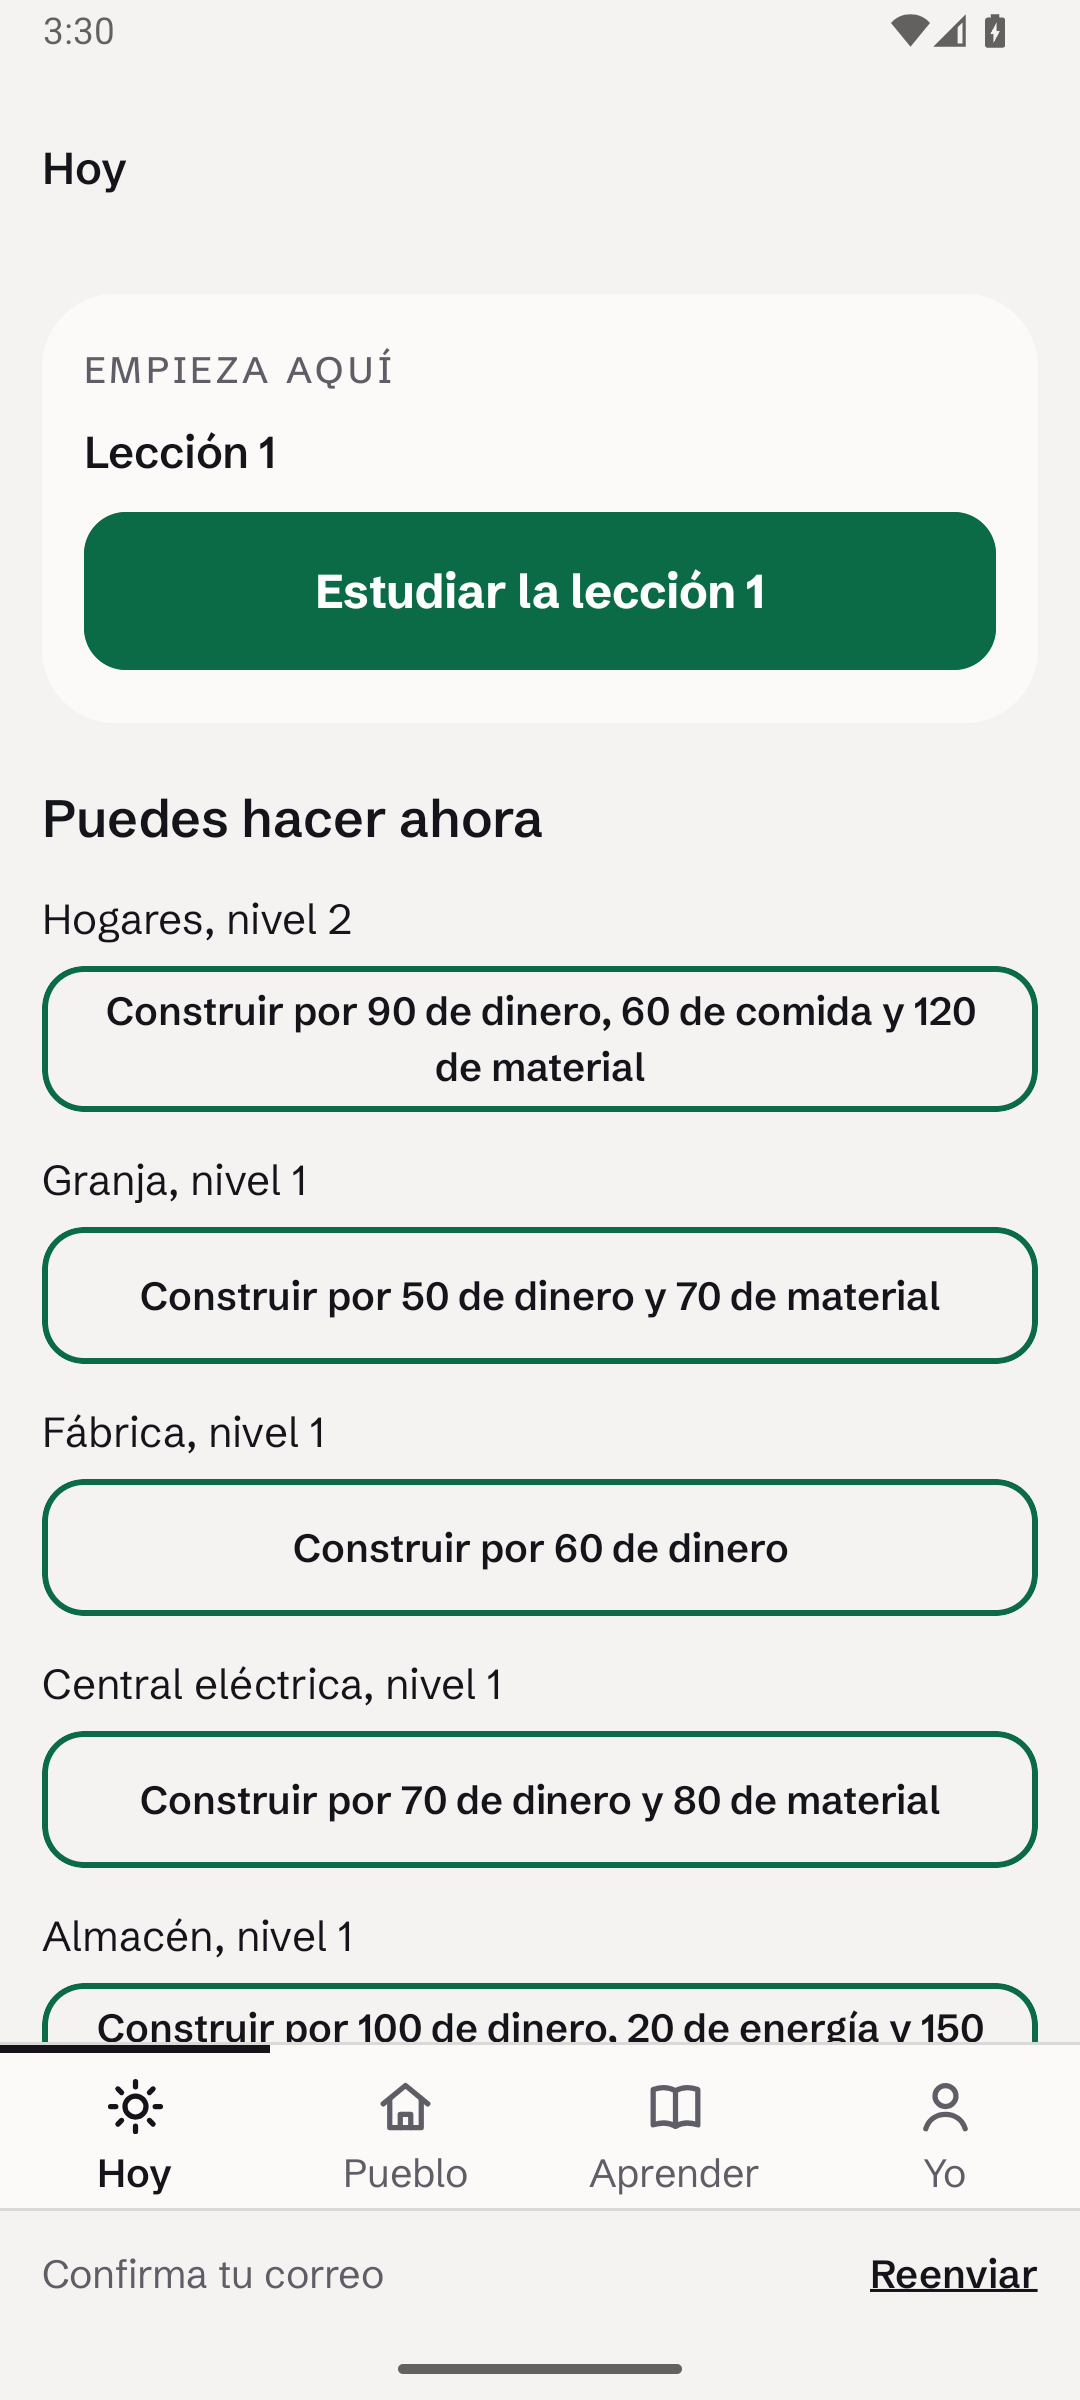 3:30
Hoy
EMPIEZA AQUÍ
Lección 1
Estudiar la lección 1
Puedes hacer ahora
Hogares, nivel 2
Construir por 90 de dinero, 60 de comida y 120
de material
Granja, nivel 1
Construir por 50 de dinero y 70 de material
Fábrica, nivel 1
Construir por 60 de dinero
Central eléctrica, nivel 1
Construir por 70 de dinero y 80 de material
Almacén, nivel 1
Construir por 100 de dinero, 20 de energía y 150
Hoy
Pueblo
Aprender
Yo
Confirma tu correo
Reenviar